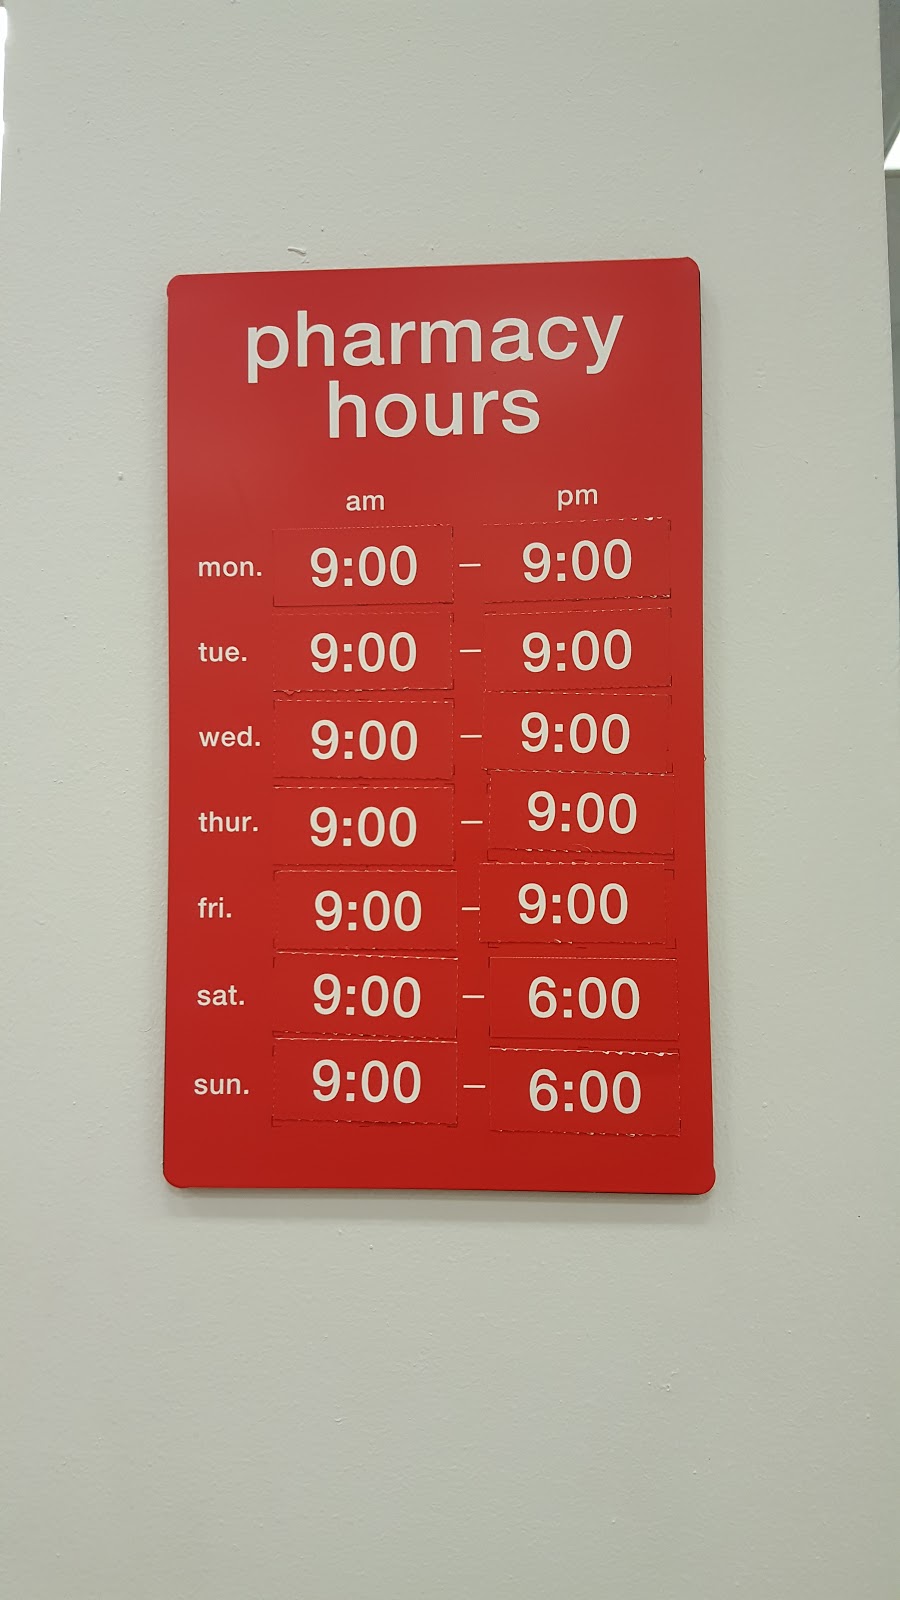 pharmacy
hours
am pm
mon. 9:00 – 9:00
tue. 9:00 – 9:00
wed. 9:00 – 9:00
thur. 9:00 – 9:00
fri. 9:00 – 9:00
sat. 9:00 – 6:00
sun. 9:00 – 6:00